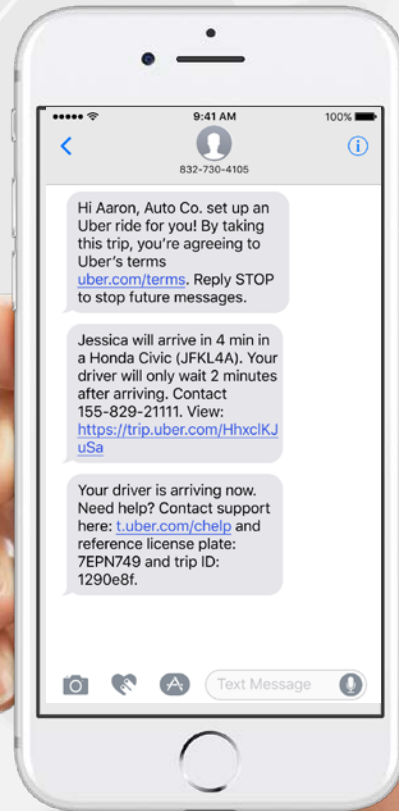 9:41 AM
100%
832-730-4105
Hi Aaron, Auto Co. set up an
Uber ride for you! By taking
this trip, you're agreeing to
Uber's terms
uber.com/terms. Reply STOP
to stop future messages.
Jessica will arrive in 4 min in
a Honda Civic (JFKL4A). Your
driver will only wait 2 minutes
after arriving. Contact
155-829-21111. View:
https://trip.uber.com/HhxclKJ
uSa
Your driver is arriving now.
Need help? Contact support
here: t.uber.com/chelp and
reference license plate:
7EPN749 and trip ID:
1290e8f.
Text Message